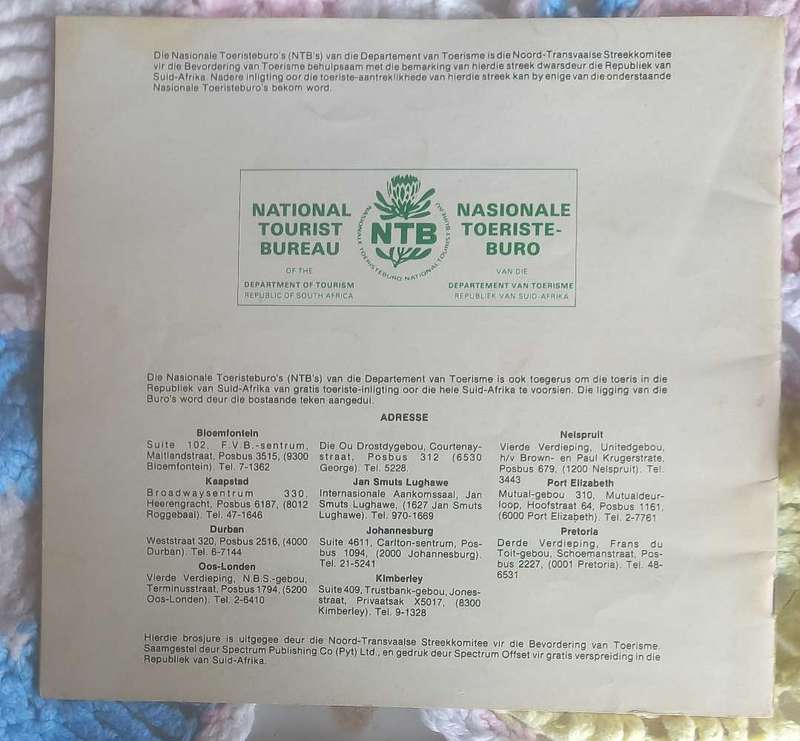 Die Nasionale Toeristeburo's (NTB's) van die Departement van Toerisme is die Noord-Transvaalse Streekkomitee
vir die Bevordering van Toerisme behulpsaam met die bemarking van hierdie streek dwarsdeur die Republiek van
Suid-Afrika. Nadere inligting oor die toeriste-aantreklikhede van hierdie streek kan by enige van die onderstaande
Nasionale Toeristeburo's bekom word.
NATIONAL
TOURIST
BUREAU
OF THE
DEPARTMENT OF TOURISM
REPUBLIC OF SOUTH AFRICA
NTB
NASIONALE TOERISTEBURO·NATIONAL TOURIST BUREAU
NASIONALE
TOERISTE-
BURO
VAN DIE
DEPARTEMENT VAN TOERISME
REPUBLIEK VAN SUID-AFRIKA
Die Nasionale Toeristeburo's (NTB's) van die Departement van Toerisme is ook toegerus om die toeris in die
Republiek van Suid-Afrika van gratis toeriste-inligting oor die hele Suid-Afrika te voorsien. Die ligging van die
Buro's word deur die bostaande teken aangedui.
ADRESSE
Bloemfontein
Suite 102, F.V.B.-sentrum,
Maitlandstraat, Posbus 3515, (9300
Bloemfontein). Tel. 7-1362
Kaapstad
Broadwaysentrum 330,
Heerengracht, Posbus 6187, (8012
Roggebaai). Tel. 47-1646
Durban
Weststraat 320, Posbus 2516, (4000
Durban). Tel. 6-7144
Oos-Londen
Vierde Verdieping, N.B.S.-gebou,
Terminusstraat, Posbus 1794, (5200
Oos-Londen). Tel. 2-6410
Die Ou Drostdygebou, Courtenay-
straat, Posbus 312 (6530
George). Tel. 5228.
Jan Smuts Lughawe
Internasionale Aankomssaal, Jan
Smuts Lughawe, (1627 Jan Smuts
Lughawe). Tel. 970-1669
Johannesburg
Suite 4611, Carlton-sentrum, Pos-
bus 1094, (2000 Johannesburg).
Tel. 21-5241
Kimberley
Suite 409, Trustbank-gebou, Jones-
straat, Privaatsak X5017, (8300
Kimberley). Tel. 9-1328
Nelspruit
Vierde Verdieping, Unitedgebou,
h/v Brown- en Paul Krugerstrate,
Posbus 679, (1200 Nelspruit). Tel.
3443
Port Elizabeth
Mutual-gebou 310, Mutualdeur-
loop, Hoofstraat 64, Posbus 1161,
(6000 Port Elizabeth). Tel. 2-7761
Pretoria
Derde Verdieping, Frans du
Toit-gebou, Schoemanstraat, Pos-
bus 2227, (0001 Pretoria). Tel. 48-
6531
Hierdie brosjure is uitgegee deur die Noord-Transvaalse Streekkomitee vir die Bevordering van Toerisme.
Saamgestel deur Spectrum Publishing Co (Pyt) Ltd., en gedruk deur Spectrum Offset vir gratis verspreiding in die
Republiek van Suid-Afrika.